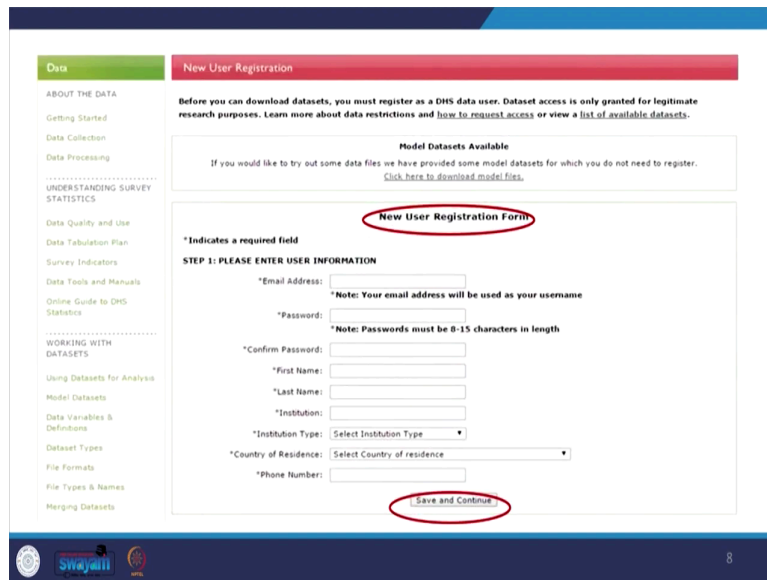 Data
ABOUT THE DATA
Getting Started
Data Collection
Data Processing
UNDERSTANDING SURVEY
STATISTICS
Data Quality and Use
Data Tabulation Plan
Survey Indicators
Data Tools and Manuals
Online Guide to DHS
Statistics
WORKING WITH
DATASETS
Using Datasets for Analysis
Model Datasets
Data Variables &
Definitions
Dataset Types
File Formats
File Types & Names
Merging Datasets
New User Registration
Before you can download datasets, you must register as a DHS data user. Dataset access is only granted for legitimate
research purposes. Learn more about data restrictions and how to request access or view a list of available datasets.
Model Datasets Available
If you would like to try out some data files we have provided some model datasets for which you do not need to register.
Click here to download model files.
New User Registration Form
*Indicates a required field
STEP 1: PLEASE ENTER USER INFORMATION
*Email Address:
*Note: Your email address will be used as your username
*Password:
*Note: Passwords must be 8-15 characters in length
*Confirm Password:
*First Name:
*Last Name:
*Institution:
*Institution Type: Select Institution Type
*Country of Residence: Select Country of residence
*Phone Number:
Save and Continue
swayam
NPTEL
8